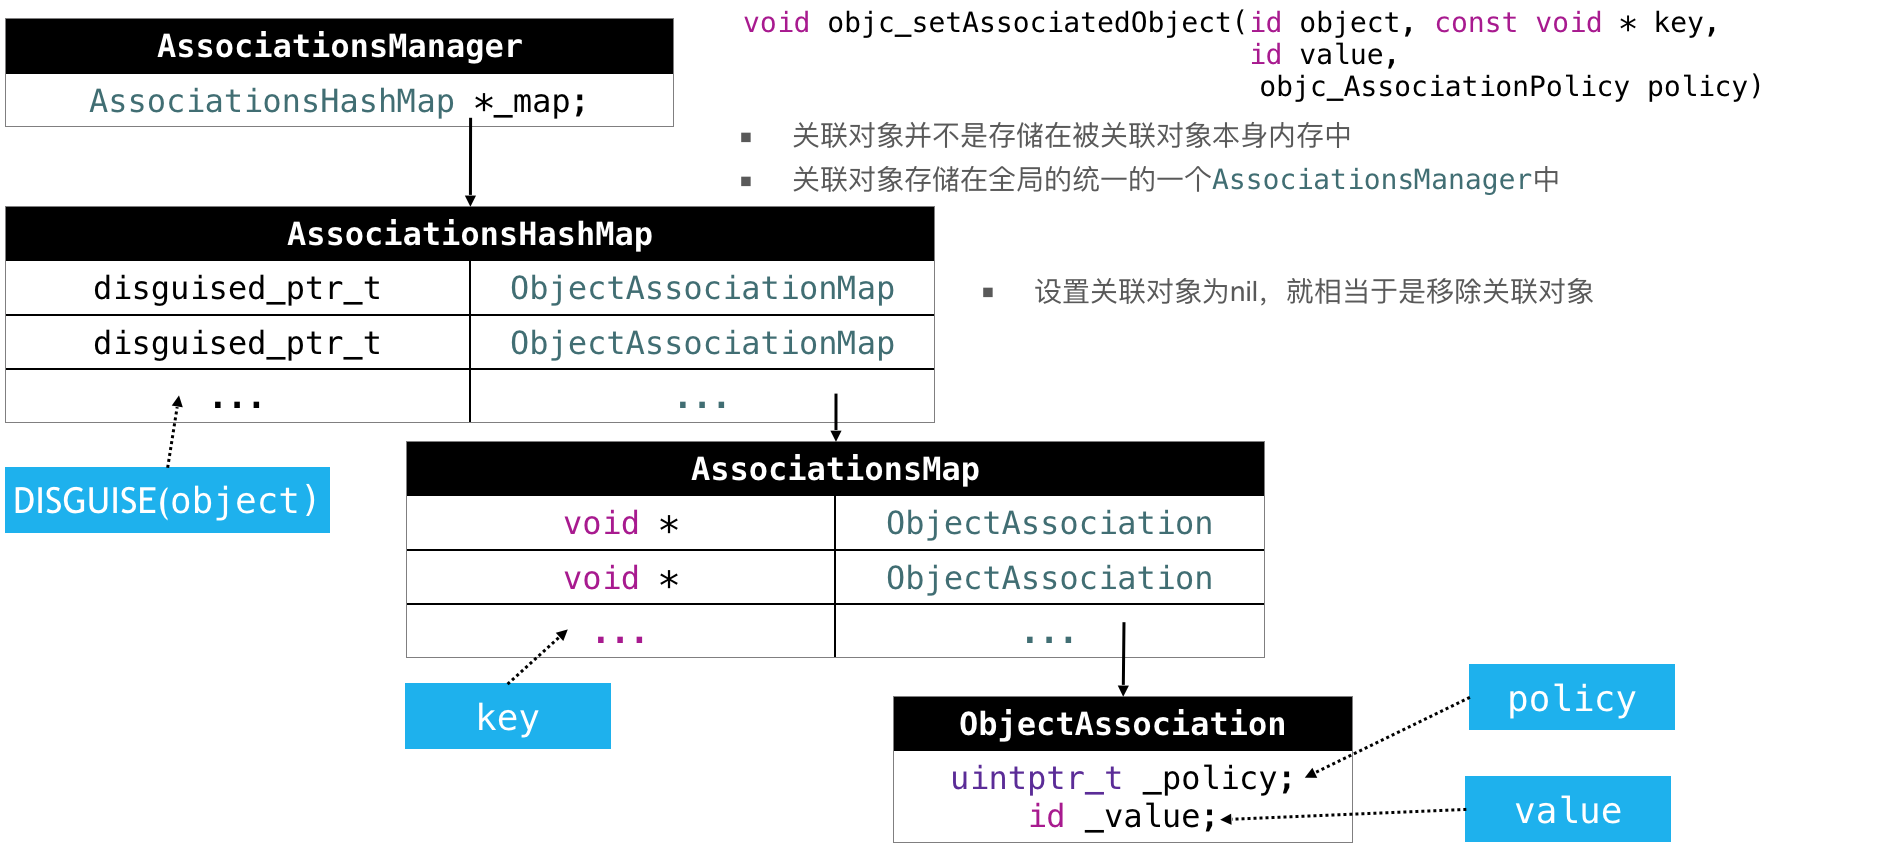 AssociationsManager
AssociationsHashMap *_map;
void objc_setAssociatedObject(id object, const void * key,
id value,
objc_AssociationPolicy policy)
▪ 关联对象并不是存储在被关联对象本身内存中
▪ 关联对象存储在全局的统一的一个AssociationsManager中
AssociationsHashMap
disguised_ptr_t ObjectAssociationMap
disguised_ptr_t ObjectAssociationMap
... ...
▪ 设置关联对象为nil，就相当于是移除关联对象
DISGUISE(object)
AssociationsMap
void * ObjectAssociation
void * ObjectAssociation
... ...
key
ObjectAssociation
uintptr_t _policy;
id _value;
policy
value